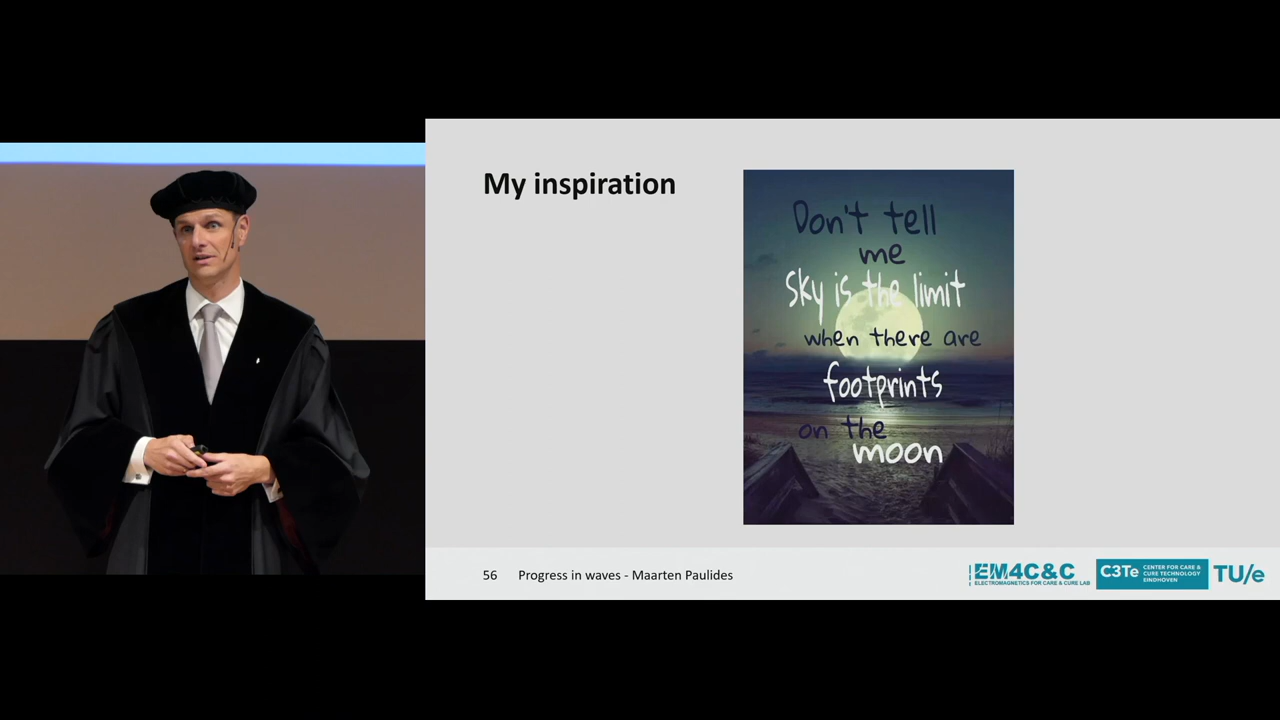 My inspiration
Don't tell
me
Sky is the limit
when there are
footprints
on the
moon
56 Progress in waves - Maarten Paulides
EM4C&C
ELECTROMAGNETICS FOR CARE & CURE LAB
C3Te
CENTER FOR CARE &
CURE TECHNOLOGY
EINDHOVEN
TU/e